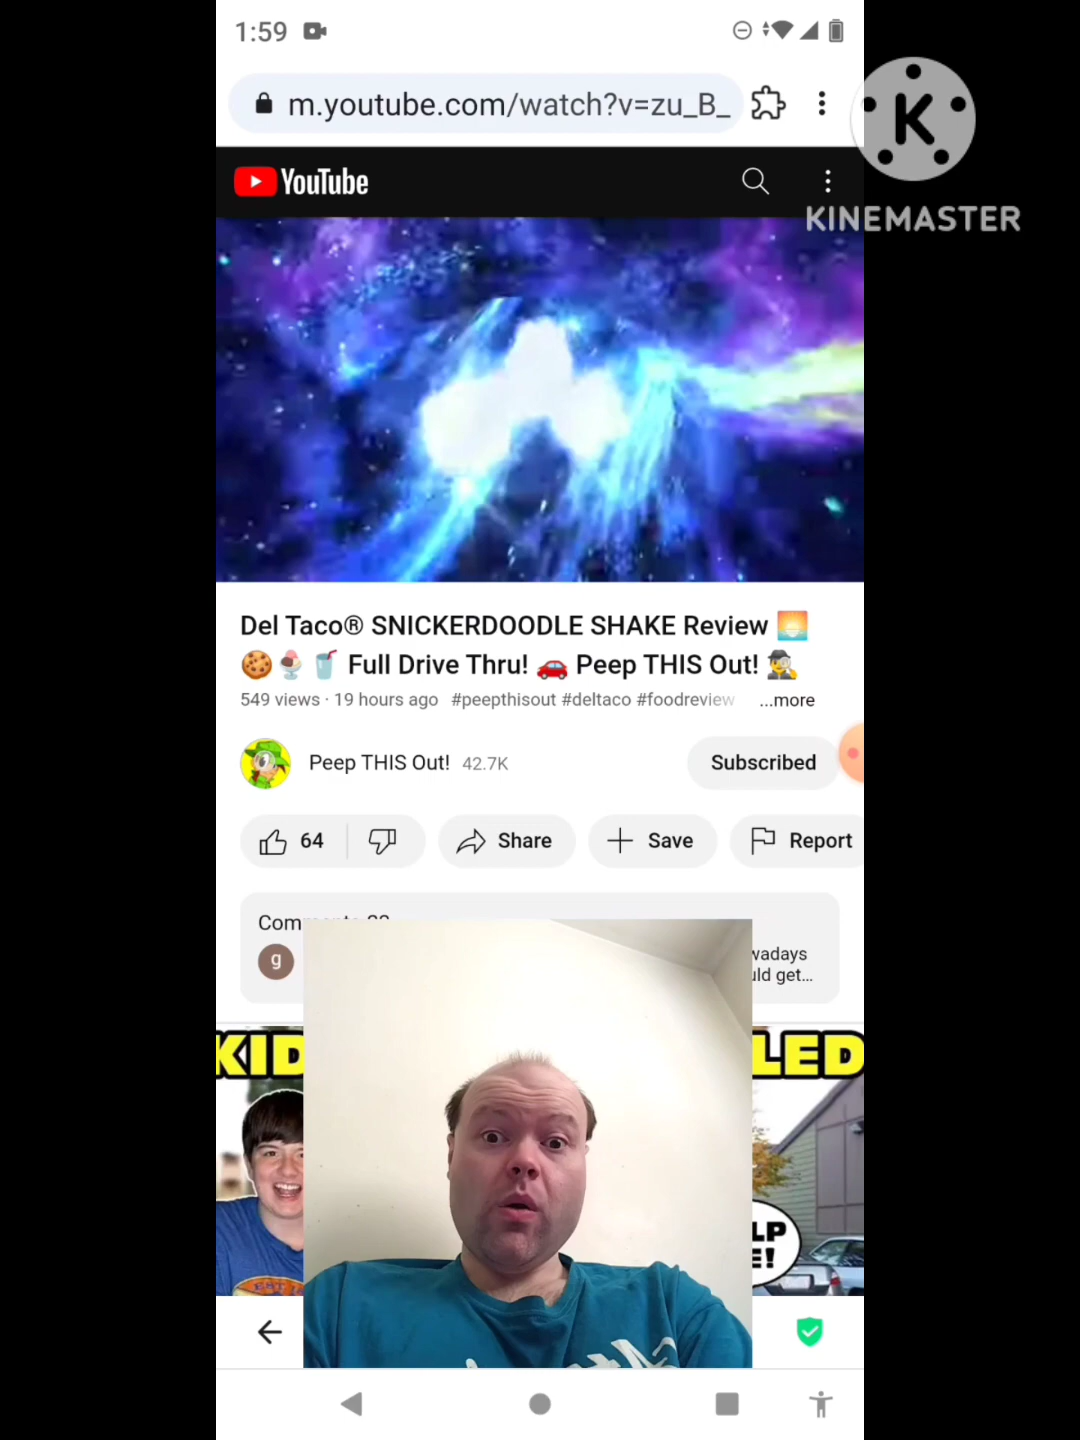 1:59
m.youtube.com/watch?v=zu_B_
K
KINEMASTER
YouTube
Del Taco® SNICKERDOODLE SHAKE Review 🌅
🍪🍨🥤 Full Drive Thru! 🚗 Peep THIS Out! 🕵️
549 views · 19 hours ago #peepthisout #deltaco #foodreview ...more
Peep THIS Out! 42.7K
Subscribed
64
Share
Save
Report
g
wadays
uld get...
KID
LED
LP
E!